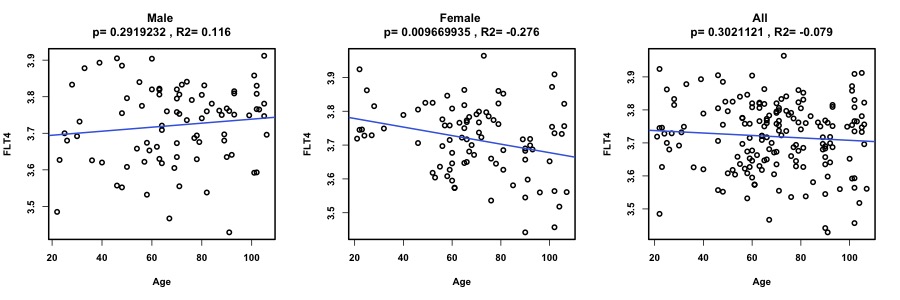 Male
p= 0.2919232 , R2= 0.116
FLT4
3.9
3.8
3.7
3.6
3.5
20 40 60 80 100
Age
Female
p= 0.009669935 , R2= -0.276
FLT4
3.9
3.8
3.7
3.6
3.5
20 40 60 80 100
Age
All
p= 0.3021121 , R2= -0.079
FLT4
3.9
3.8
3.7
3.6
3.5
20 40 60 80 100
Age